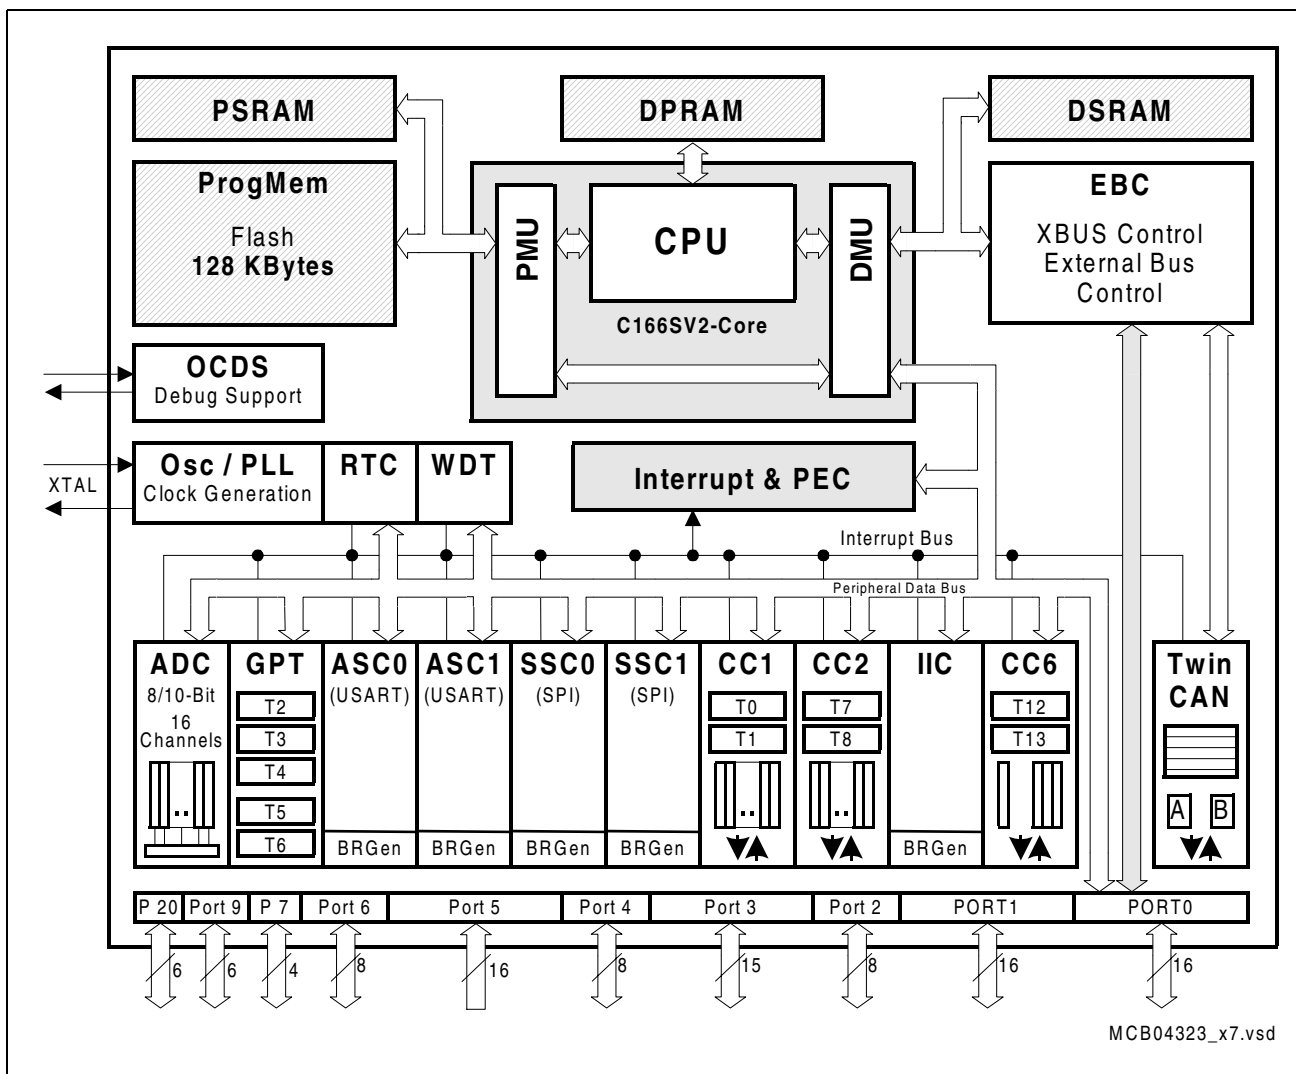 PSRAM
DPRAM
DSRAM
ProgMem
Flash
128 KBytes
PMU
CPU
DMU
C166SV2-Core
EBC
XBUS Control
External Bus
Control
OCDS
Debug Support
XTAL
Osc / PLL
Clock Generation
RTC
WDT
Interrupt & PEC
Interrupt Bus
Peripheral Data Bus
ADC
8/10-Bit
16
Channels
GPT
T2
T3
T4
T5
T6
ASC0
(USART)
BRGen
ASC1
(USART)
BRGen
SSC0
(SPI)
BRGen
SSC1
(SPI)
BRGen
CC1
T0
T1
..
CC2
T7
T8
..
IIC
BRGen
CC6
T12
T13
Twin
CAN
A
B
P 20
Port 9
P 7
Port 6
Port 5
Port 4
Port 3
Port 2
PORT1
PORT0
6
6
4
8
16
8
15
8
16
16
MCB04323_x7.vsd